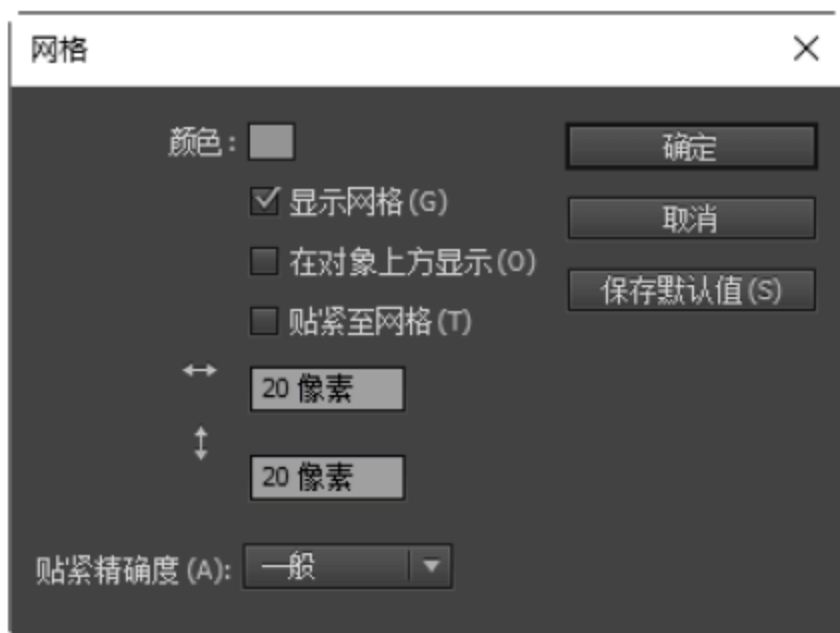 网格
颜色:
确定
显示网格(G)
取消
在对象上方显示(O)
保存默认值(S)
贴紧至网格(T)
20 像素
20 像素
贴紧精确度(A): 一般